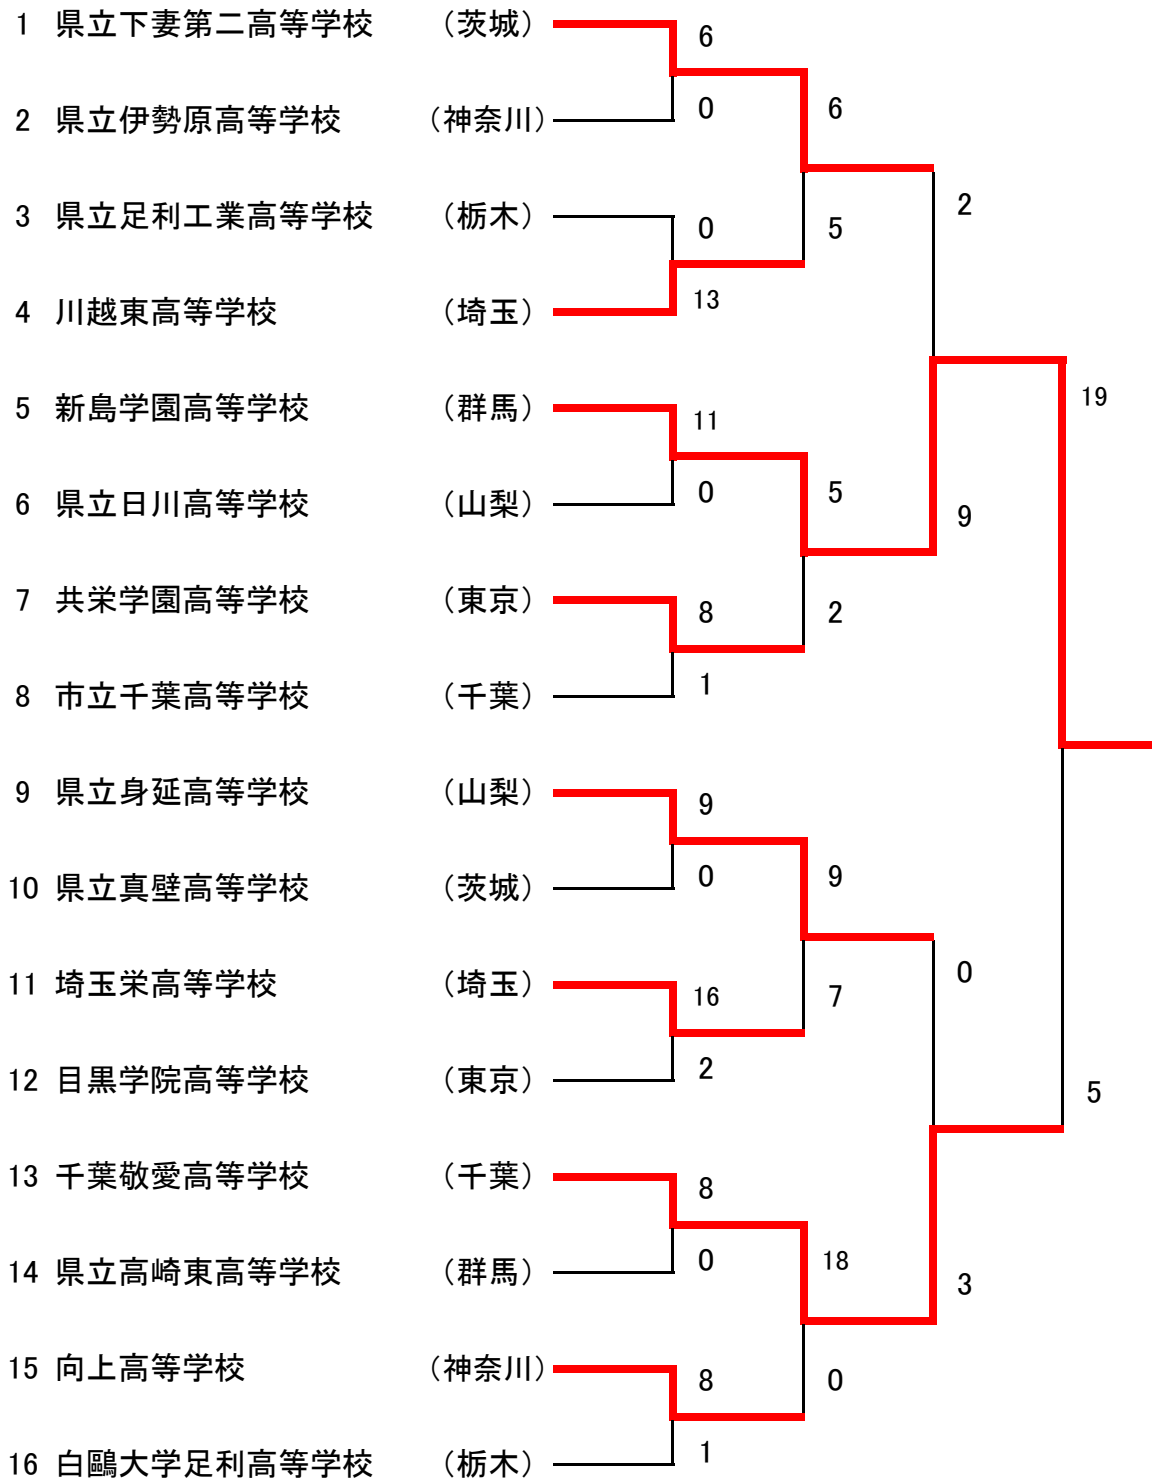 1 県立下妻第二高等学校 （茨城） 6
2 県立伊勢原高等学校 （神奈川） 0 6
3 県立足利工業高等学校 （栃木） 0 5 2
4 川越東高等学校 （埼玉） 13
5 新島学園高等学校 （群馬） 11 19
6 県立日川高等学校 （山梨） 0 5 9
7 共栄学園高等学校 （東京） 8 2
8 市立千葉高等学校 （千葉） 1
9 県立身延高等学校 （山梨） 9
10 県立真壁高等学校 （茨城） 0 9
11 埼玉栄高等学校 （埼玉） 16 7 0
12 目黒学院高等学校 （東京） 2 5
13 千葉敬愛高等学校 （千葉） 8
14 県立高崎東高等学校 （群馬） 0 18 3
15 向上高等学校 （神奈川） 8 0
16 白鷗大学足利高等学校 （栃木） 1